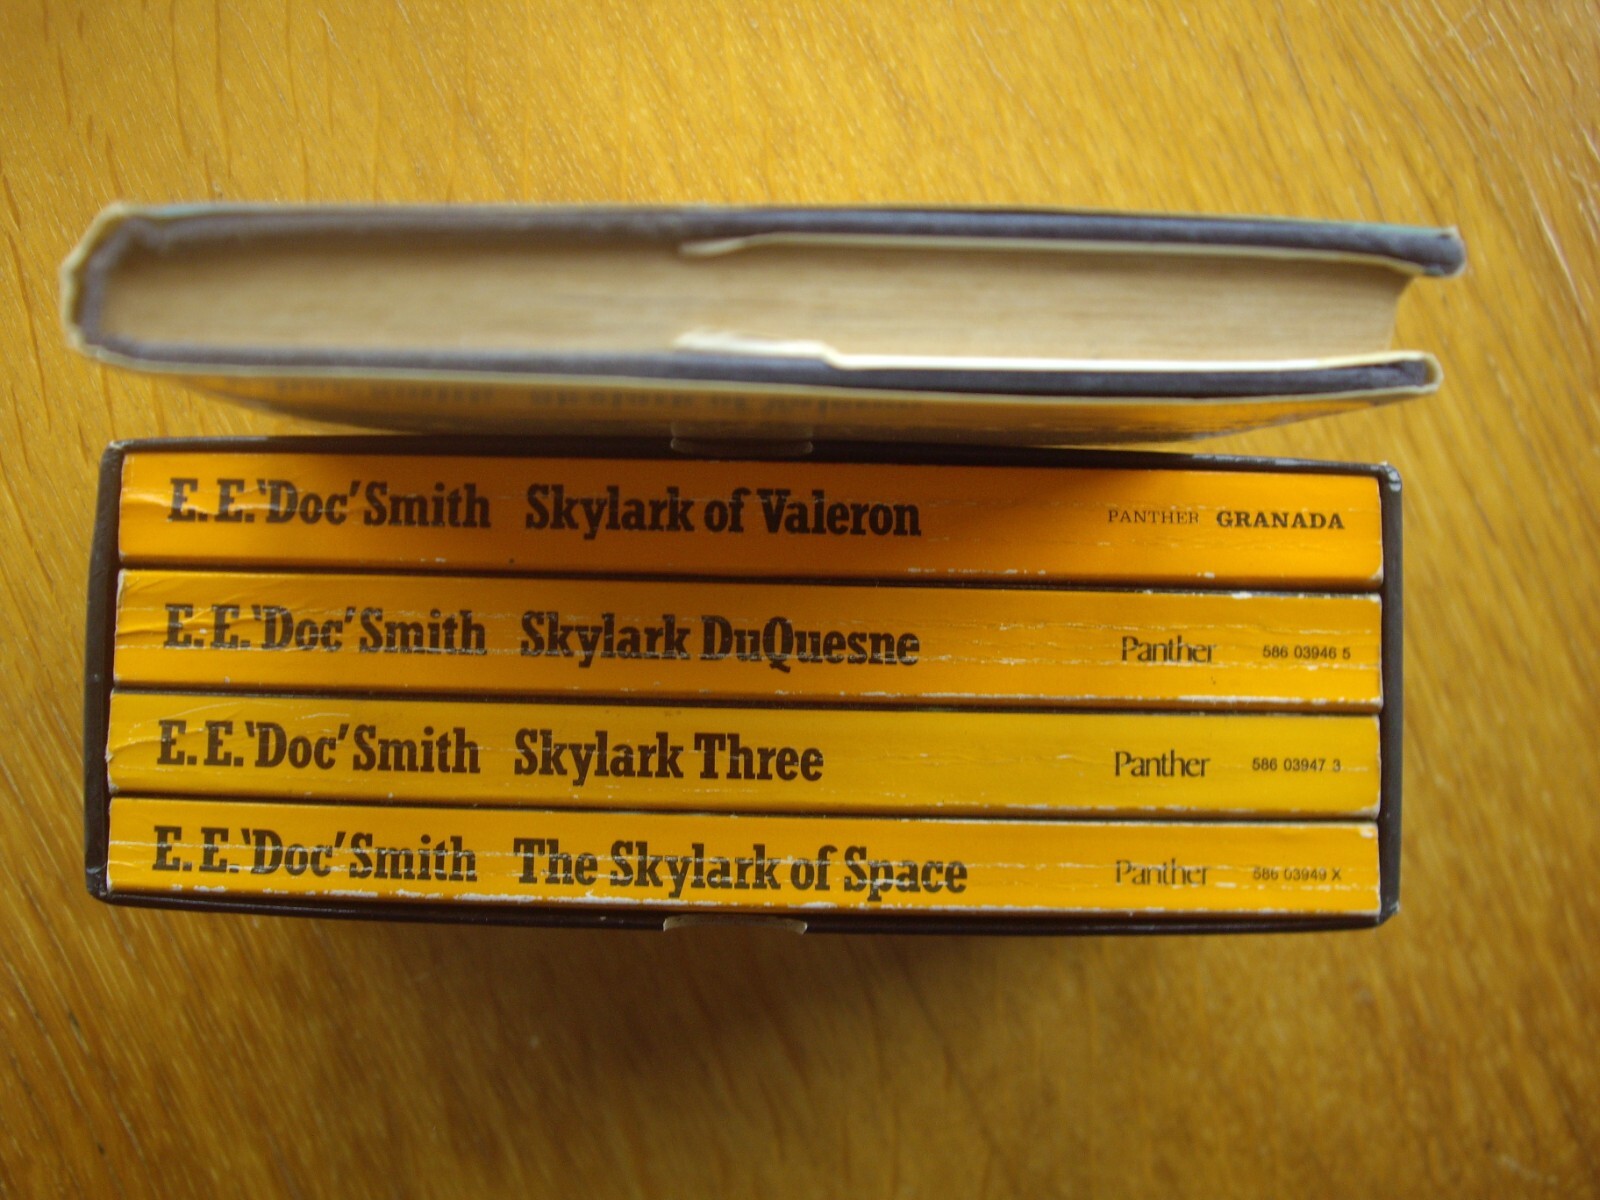 E. E. 'Doc' Smith Skylark of Valeron PANTHER GRANADA
E. E. 'Doc' Smith Skylark DuQuesne Panther 586 03946 5
E. E. 'Doc' Smith Skylark Three Panther 586 03947 3
E. E. 'Doc' Smith The Skylark of Space Panther 586 03949 X